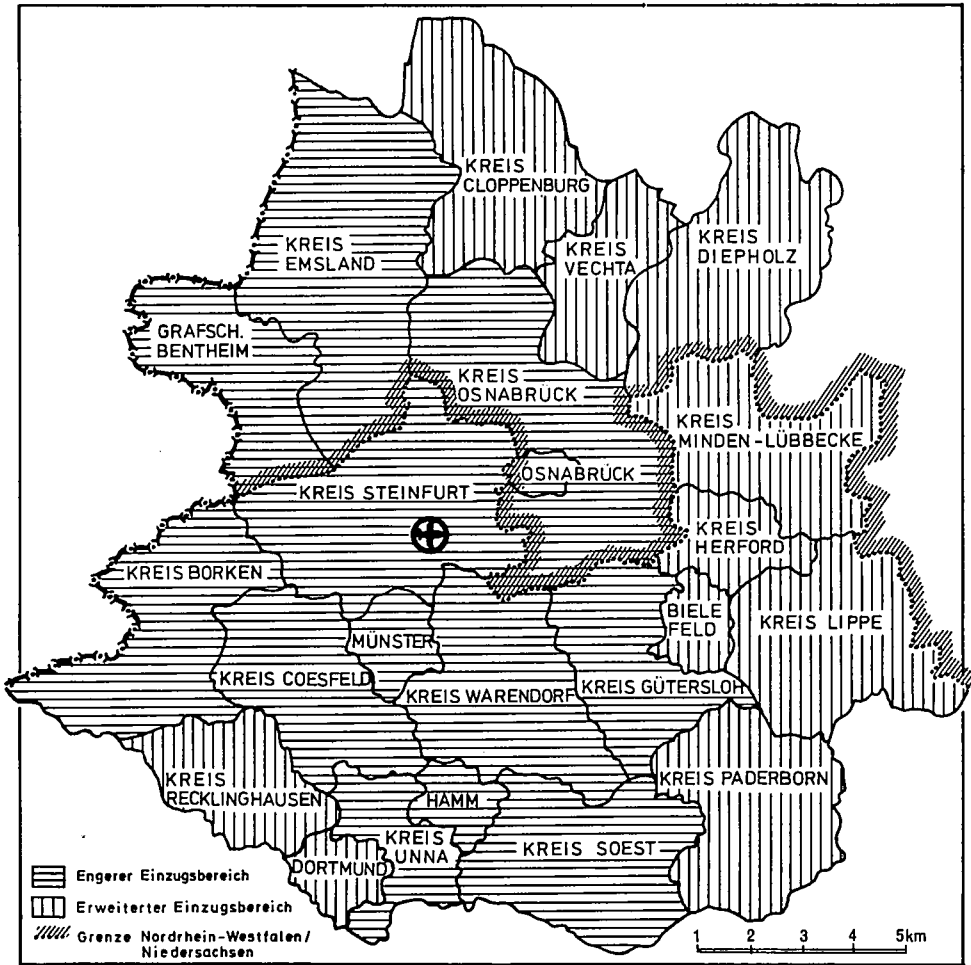 KREIS
CLOPPENBURG
KREIS
EMSLAND
KREIS
VECHTA
KREIS
DIEPHOLZ
GRAFSCH.
BENTHEIM
KREIS
OSNABRÜCK
KREIS
MINDEN-LÜBBECKE
OSNABRÜCK
KREIS STEINFURT
KREIS
HERFORD
KREIS BORKEN
BIELE
FELD
KREIS LIPPE
MÜNSTER
KREIS COESFELD
KREIS WARENDORF
KREIS GÜTERSLOH
KREIS
RECKLINGHAUSEN
KREIS PADERBORN
HAMM
KREIS
UNNA
KREIS SOEST
DORTMUND
Engerer Einzugsbereich
Erweiterter Einzugsbereich
Grenze Nordrhein-Westfalen/
Niedersachsen
1 2 3 4 5km